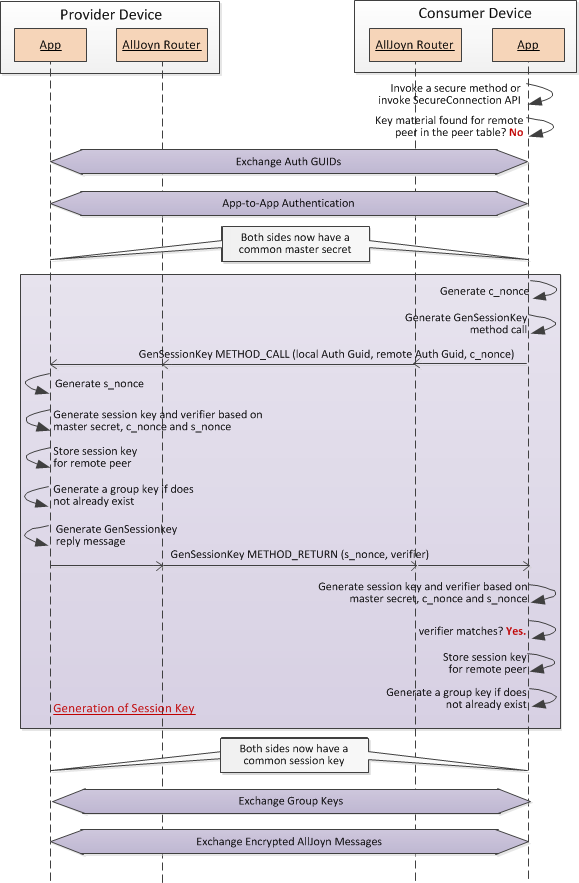 Provider Device
Consumer Device
App
AllJoyn Router
AllJoyn Router
App
Invoke a secure method or
invoke SecureConnection API
Key material found for remote
peer in the peer table? No
Exchange Auth GUIDs
App-to-App Authentication
Both sides now have a
common master secret
Generate c_nonce
Generate GenSessionKey
method call
GenSessionKey METHOD_CALL (local Auth Guid, remote Auth Guid, c_nonce)
Generate s_nonce
Generate session key and verifier based on
master secret, c_nonce and s_nonce
Store session key
for remote peer
Generate a group key if does
not already exist
Generate GenSessionkey
reply message
GenSessionKey METHOD_RETURN (s_nonce, verifier)
Generate session key and verifier based on
master secret, c_nonce and s_nonce
verifier matches? Yes.
Store session key
for remote peer
Generate a group key if does
not already exist
Generation of Session Key
Both sides now have a
common session key
Exchange Group Keys
Exchange Encrypted AllJoyn Messages